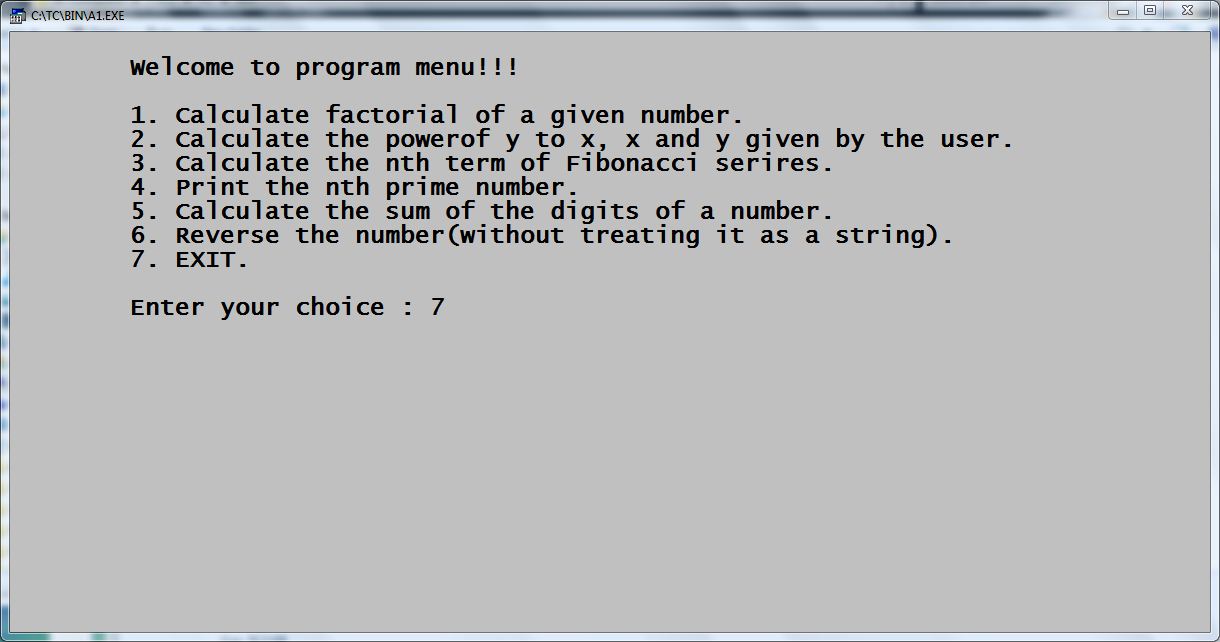 C:\TC\BIN\A1.EXE
Welcome to program menu!!!
1. Calculate factorial of a given number.
2. Calculate the powerof y to x, x and y given by the user.
3. Calculate the nth term of Fibonacci serires.
4. Print the nth prime number.
5. Calculate the sum of the digits of a number.
6. Reverse the number(without treating it as a string).
7. EXIT.
Enter your choice : 7